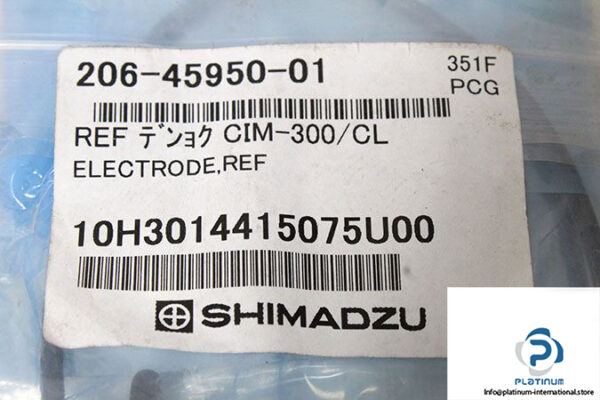 206-45950-01
351F
PCG
REF デンョク CIM-300/CL
ELECTRODE,REF
10H3014415075U00
SHIMADZU
PLATINUM
Info@platinum-international.store